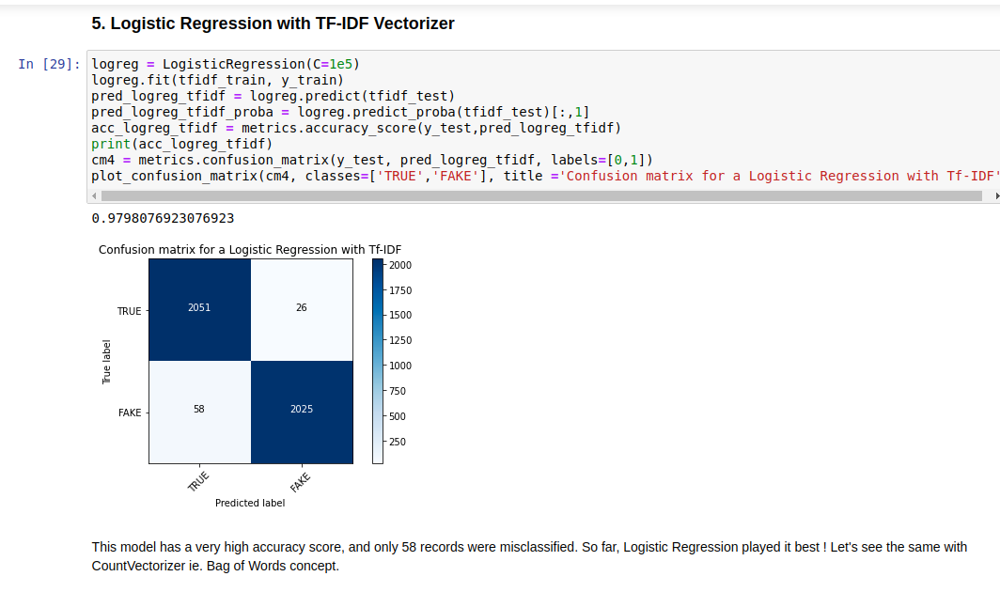 5. Logistic Regression with TF-IDF Vectorizer
In [29]:
logreg = LogisticRegression(C=1e5)
logreg.fit(tfidf_train, y_train)
pred_logreg_tfidf = logreg.predict(tfidf_test)
pred_logreg_tfidf_proba = logreg.predict_proba(tfidf_test)[:,1]
acc_logreg_tfidf = metrics.accuracy_score(y_test,pred_logreg_tfidf)
print(acc_logreg_tfidf)
cm4 = metrics.confusion_matrix(y_test, pred_logreg_tfidf, labels=[0,1])
plot_confusion_matrix(cm4, classes=['TRUE','FAKE'], title ='Confusion matrix for a Logistic Regression with Tf-IDF'
0.9798076923076923
Confusion matrix for a Logistic Regression with Tf-IDF
True label
TRUE
2051
26
FAKE
58
2025
TRUE
FAKE
Predicted label
2000
1750
1500
1250
1000
750
500
250
This model has a very high accuracy score, and only 58 records were misclassified. So far, Logistic Regression played it best ! Let's see the same with
CountVectorizer ie. Bag of Words concept.